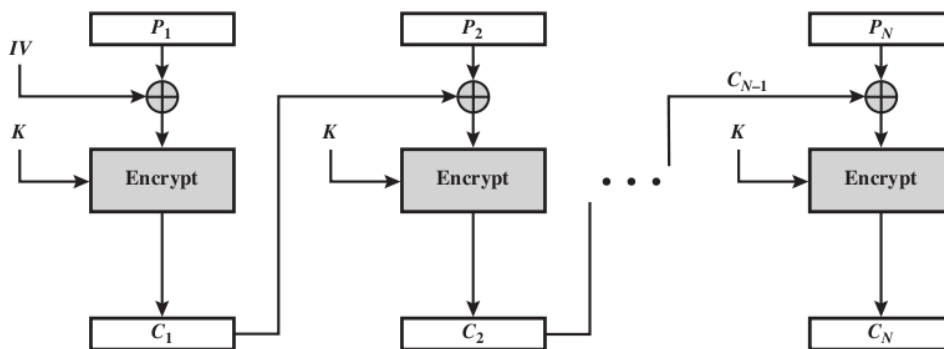 P1 P2 PN
IV
CN–1
K K K
Encrypt Encrypt Encrypt
C1 C2 CN